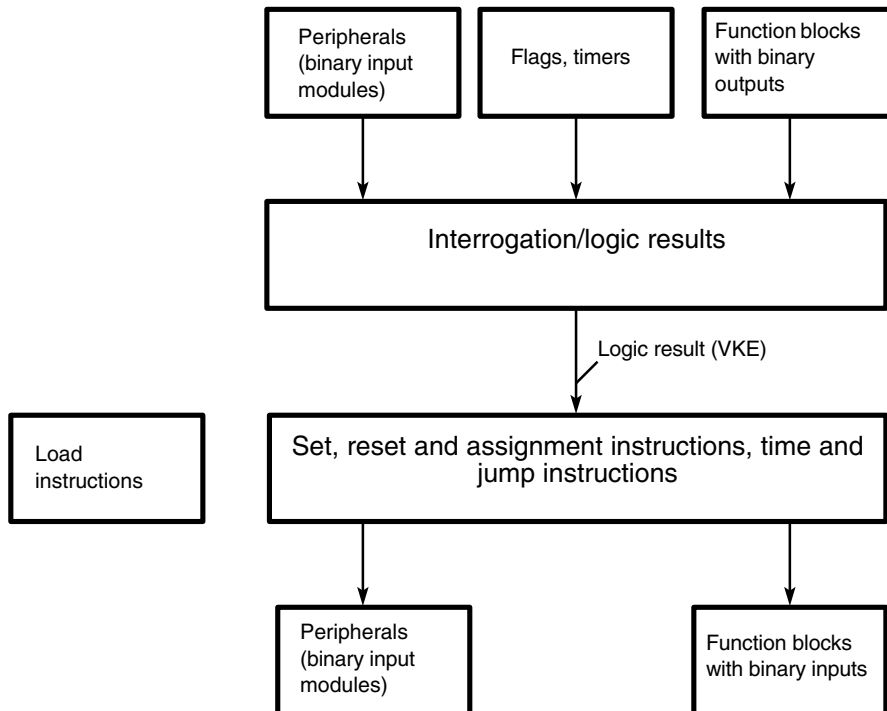 Peripherals
(binary input
modules)
Flags, timers
Function blocks
with binary
outputs
Interrogation/logic results
Logic result (VKE)
Load
instructions
Set, reset and assignment instructions, time and
jump instructions
Peripherals
(binary input
modules)
Function blocks
with binary inputs